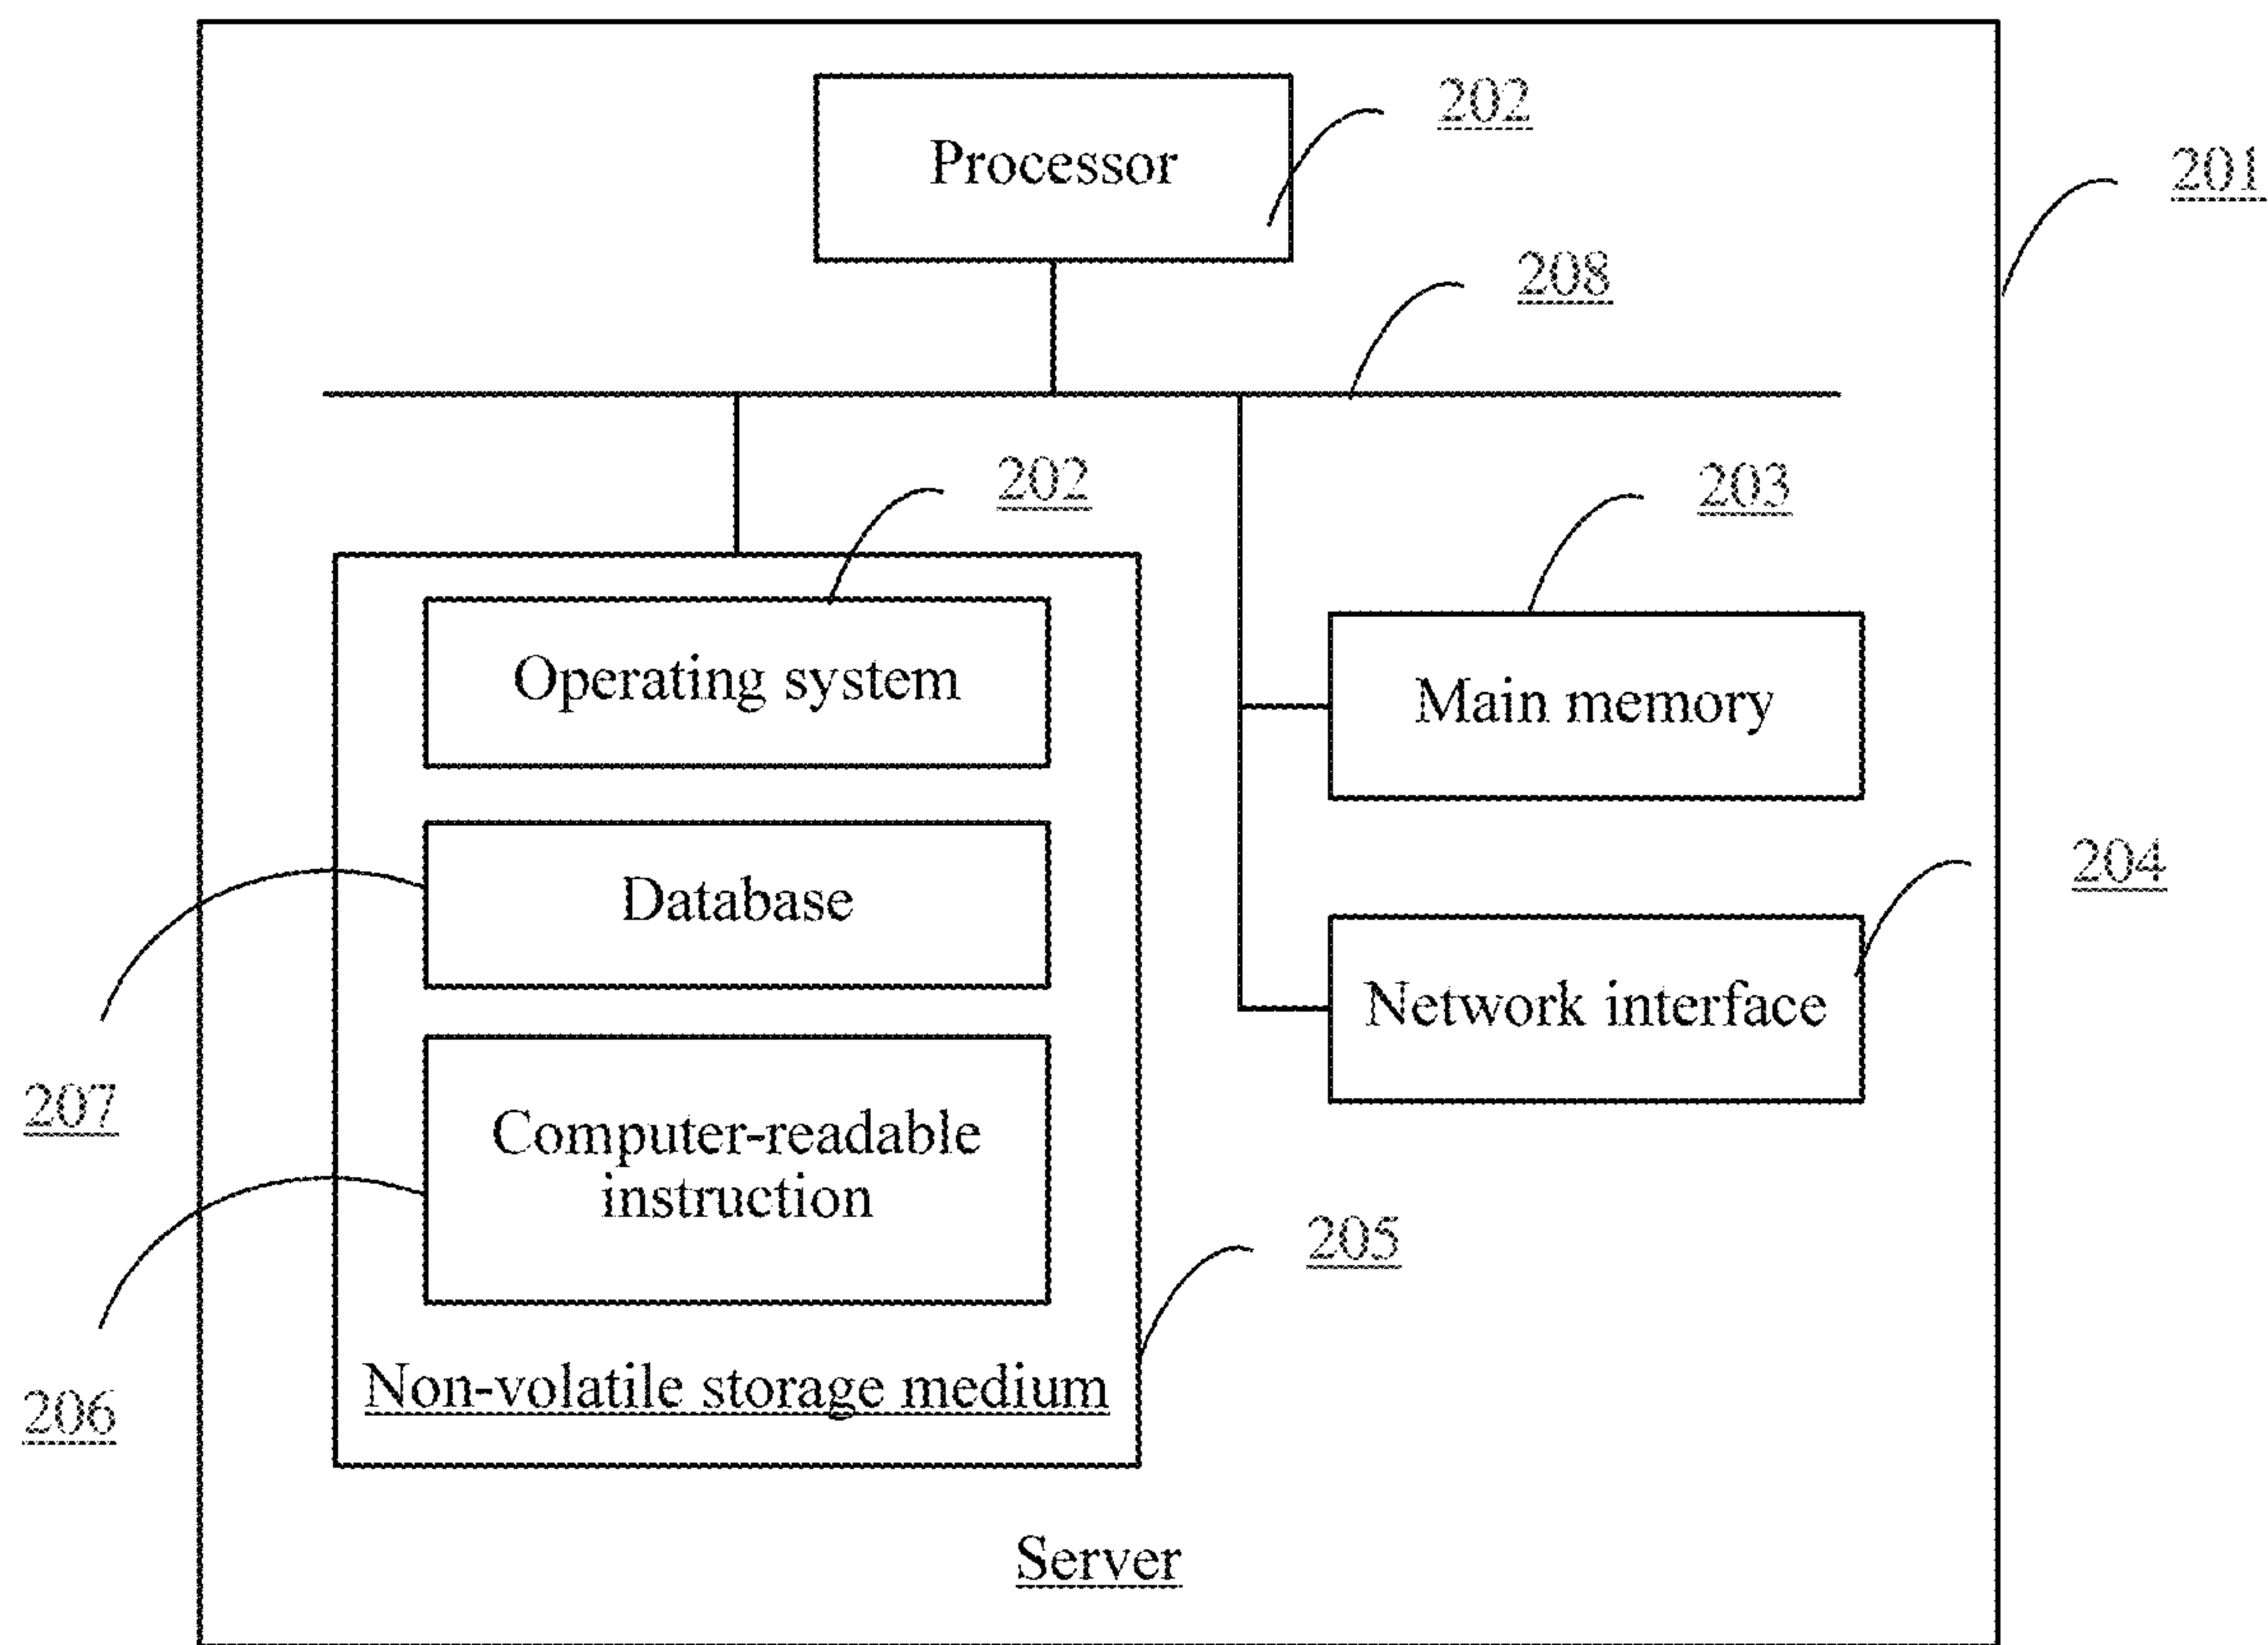 202
Processor
201
208
202
203
Operating system
Main memory
204
Database
Network interface
207
Computer-readable
instruction
205
Non-volatile storage medium
206
Server